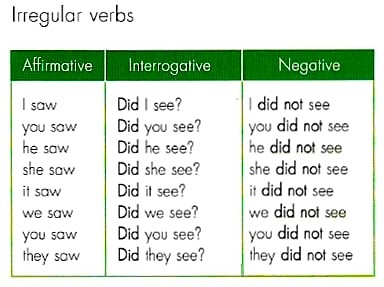 Irregular verbs
Affirmative Interrogative Negative
I saw Did I see? I did not see
you saw Did you see? you did not see
he saw Did he see? he did not see
she saw Did she see? she did not see
it saw Did it see? it did not see
we saw Did we see? we did not see
you saw Did you see? you did not see
they saw Did they see? they did not see